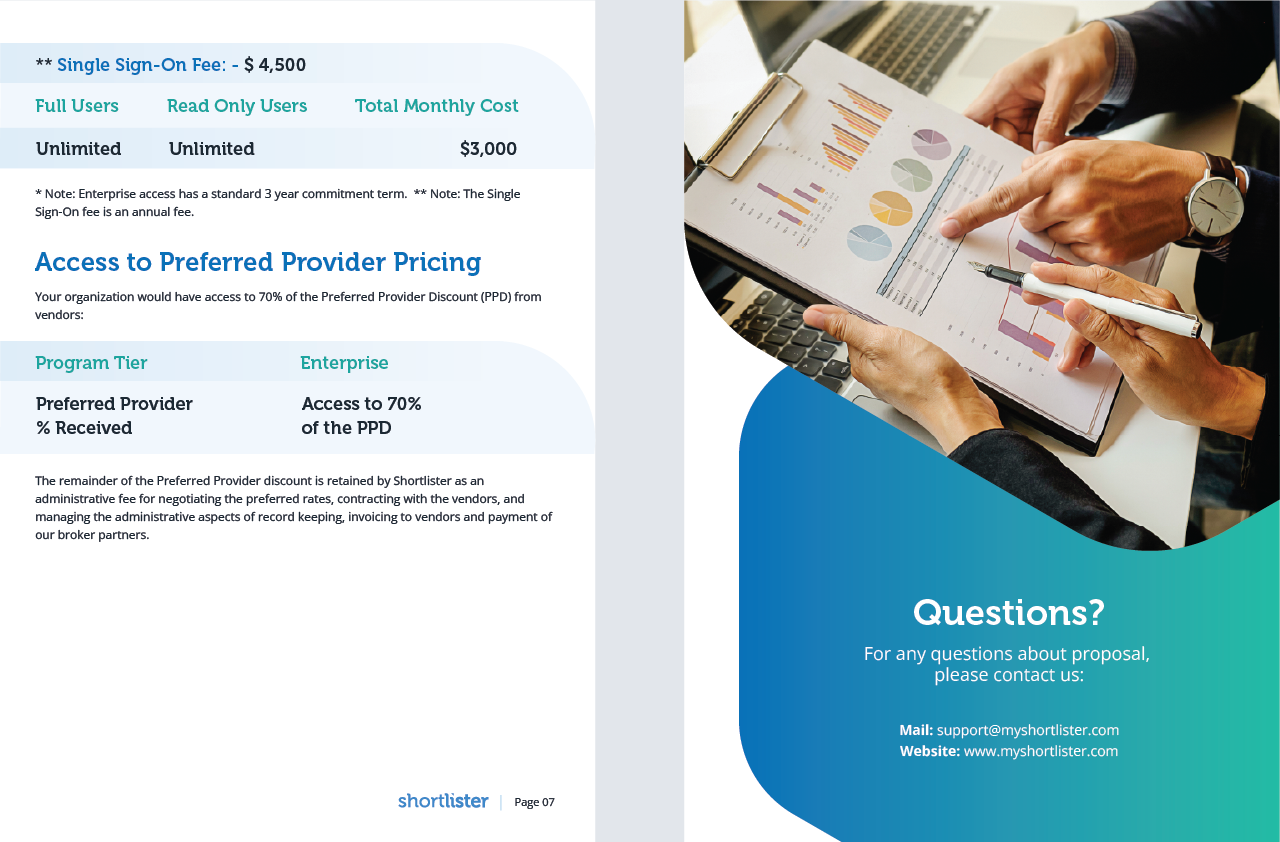 ** Single Sign-On Fee: - $ 4,500
Full Users Read Only Users Total Monthly Cost
Unlimited Unlimited $3,000
* Note: Enterprise access has a standard 3 year commitment term. ** Note: The Single
Sign-On fee is an annual fee.
Access to Preferred Provider Pricing
Your organization would have access to 70% of the Preferred Provider Discount (PPD) from
vendors:
Program Tier Enterprise
Preferred Provider Access to 70%
% Received of the PPD
The remainder of the Preferred Provider discount is retained by Shortlister as an
administrative fee for negotiating the preferred rates, contracting with the vendors, and
managing the administrative aspects of record keeping, invoicing to vendors and payment of
our broker partners.
shortlister | Page 07
Questions?
For any questions about proposal,
please contact us:
Mail: support@myshortlister.com
Website: www.myshortlister.com